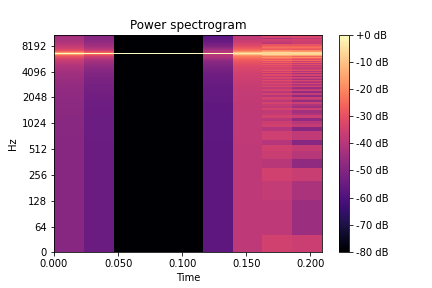 Power spectrogram
8192
4096
2048
1024
512
256
128
64
0
Hz
0.000 0.050 0.100 0.150 0.200
Time
+0 dB
-10 dB
-20 dB
-30 dB
-40 dB
-50 dB
-60 dB
-70 dB
-80 dB